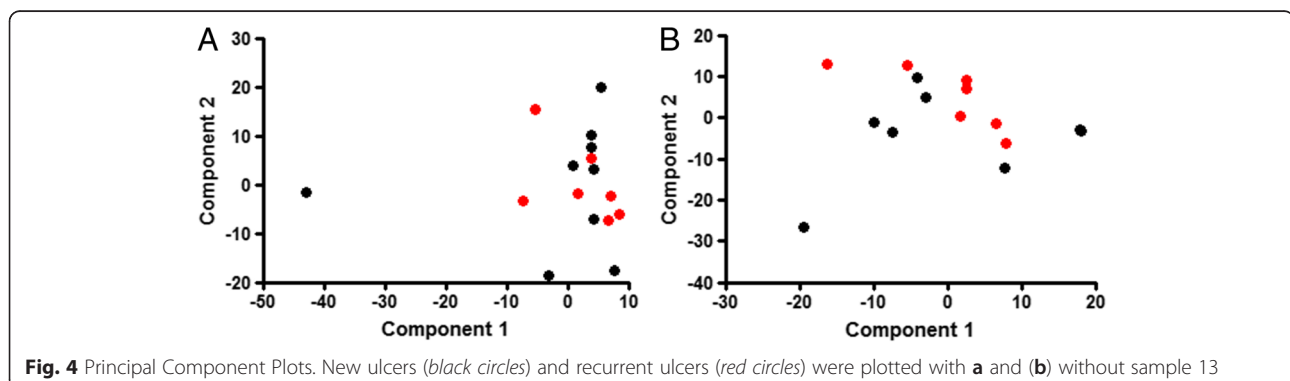 A
30
20
10
0
-10
-20
Component 2
-50 -40 -30 -20 -10 0 10
Component 1
B
20
10
0
-10
-20
-30
-40
Component 2
-30 -20 -10 0 10 20
Component 1
Fig. 4 Principal Component Plots. New ulcers (black circles) and recurrent ulcers (red circles) were plotted with a and (b) without sample 13